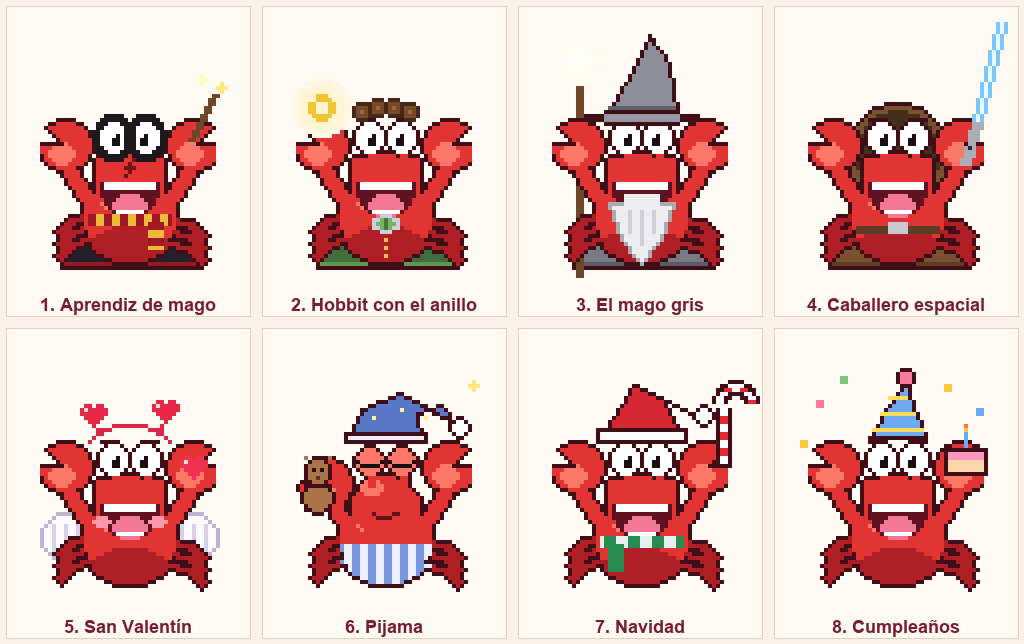 1. Aprendiz de mago
2. Hobbit con el anillo
3. El mago gris
4. Caballero espacial
5. San Valentín
6. Pijama
7. Navidad
8. Cumpleaños